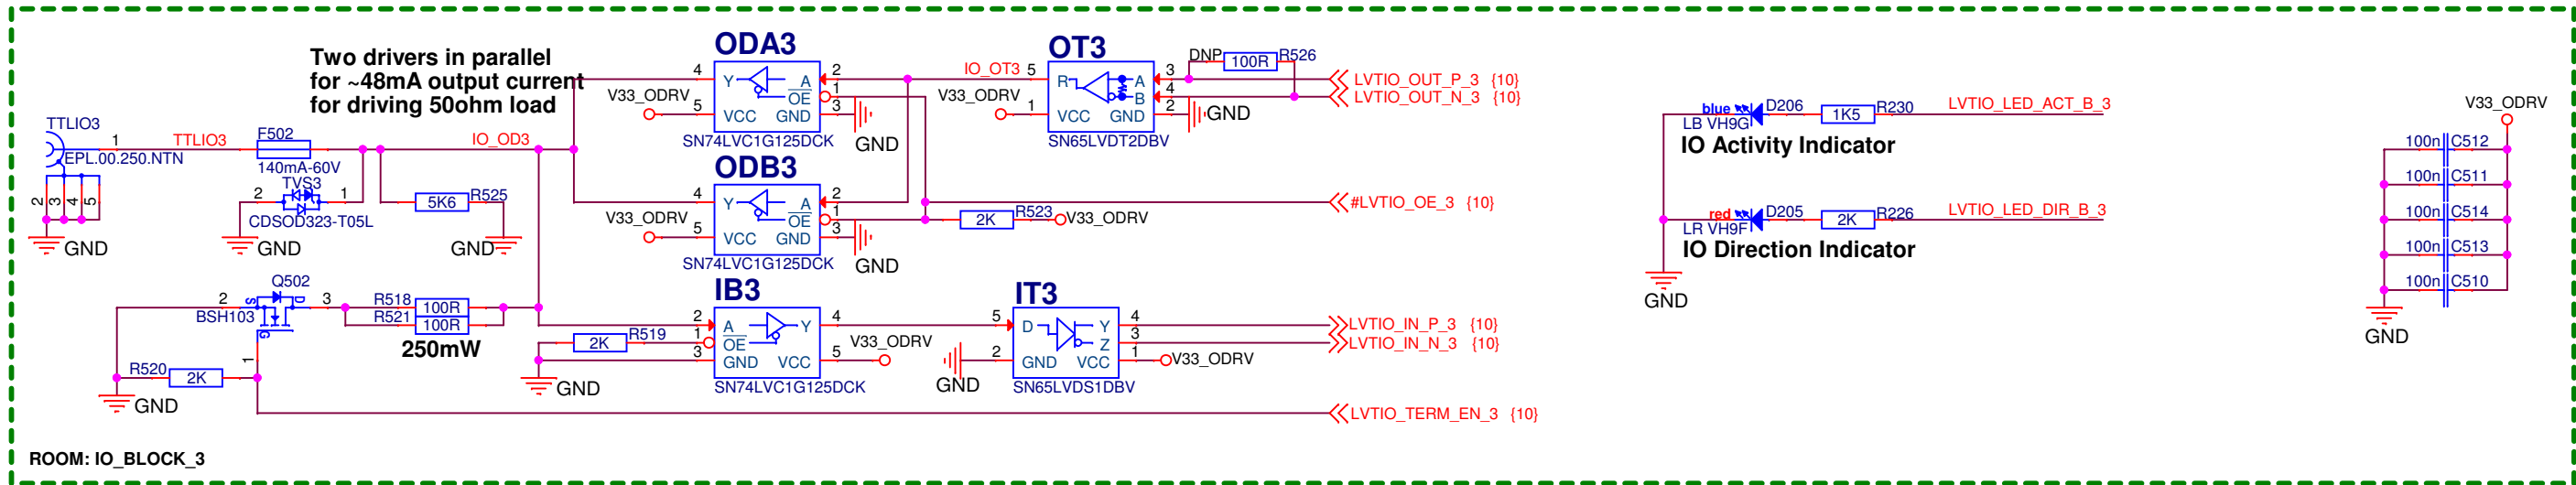 Two drivers in parallel
for ~48mA output current
for driving 50ohm load
TTLIO3
1
EPL.00.250.NTN
2
3
4
5
GND
TTLIO3
F502
140mA-60V
TVS3
2
1
CDSOD323-T05L
GND
IO_OD3
5K6
R525
GND
ODA3
4
Y
A
2
OE
1
V33_ODRV
5
VCC
GND
3
SN74LVC1G125DCK
GND
ODB3
4
Y
A
2
OE
1
V33_ODRV
5
VCC
GND
3
SN74LVC1G125DCK
GND
OT3
IO_OT3
5
R
A
3
B
4
V33_ODRV
1
VCC
GND
2
SN65LVDT2DBV
GND
DNP
100R
R526
LVTIO_OUT_P_3 {10]
LVTIO_OUT_N_3 {10]
#LVTIO_OE_3 {10]
2K
R523
V33_ODRV
Q502
2
S
D
3
BSH103
G
1
R518
100R
R521
100R
250mW
R520
2K
GND
IB3
2
A
Y
4
1
OE
3
GND
VCC
5
V33_ODRV
SN74LVC1G125DCK
2K
R519
GND
IT3
5
D
Y
4
Z
3
2
GND
VCC
1
V33_ODRV
SN65LVDS1DBV
GND
LVTIO_IN_P_3 {10]
LVTIO_IN_N_3 {10]
LVTIO_TERM_EN_3 {10]
blue
D206
LB VH9G
1K5
R230
LVTIO_LED_ACT_B_3
IO Activity Indicator
red
D205
LR VH9F
2K
R226
LVTIO_LED_DIR_B_3
IO Direction Indicator
GND
V33_ODRV
100n
C512
100n
C511
100n
C514
100n
C513
100n
C510
GND
ROOM: IO_BLOCK_3